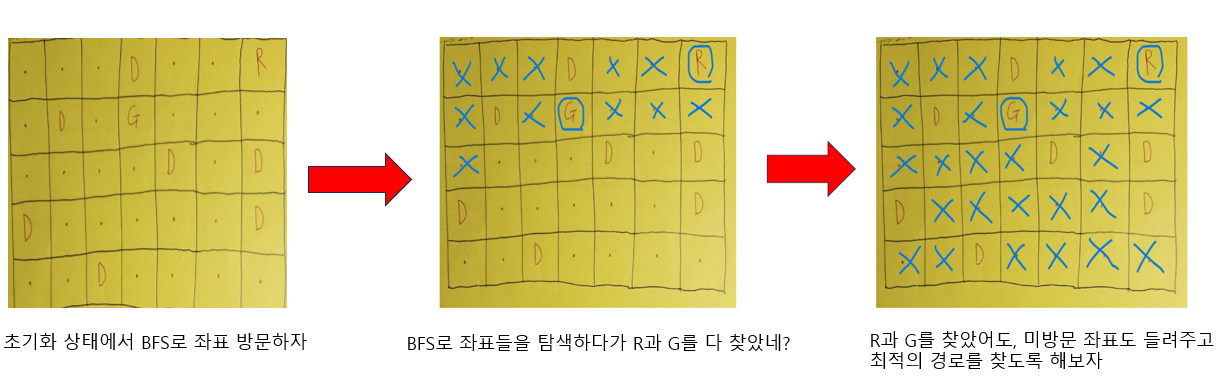 . . . D . . R
. D . G . . .
. . . . D . D
D . . . . . D
. . D . . . .
초기화 상태에서 BFS로 좌표 방문하자
X X X D X X R
X D X G X X X
X . . . D . D
D . . . . . D
. . D . . . .
BFS로 좌표들을 탐색하다가 R과 G를 다 찾았네?
X X X D X X R
X D X G X X X
X X X X D X D
D X X X X X D
X X D X X X X
R과 G를 찾았어도, 미방문 좌표도 들려주고
최적의 경로를 찾도록 해보자